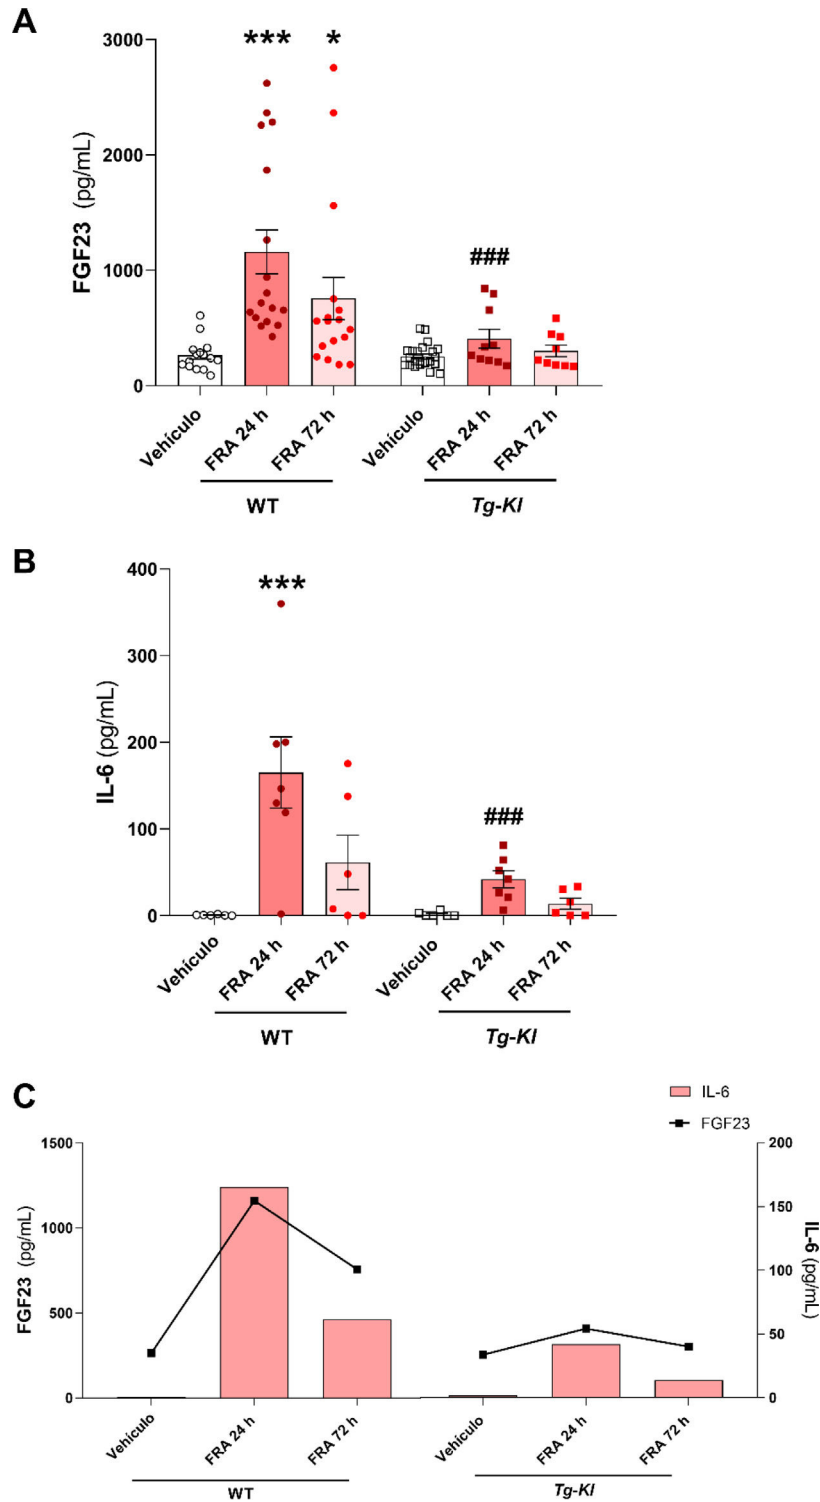 A
***
*
3000
2000
1000
0
FGF23 (pg/mL)
###
Vehículo
FRA 24 h
FRA 72 h
Vehículo
FRA 24 h
FRA 72 h
WT
Tg-Kl
B
***
400
300
200
100
0
IL-6 (pg/mL)
###
Vehículo
FRA 24 h
FRA 72 h
Vehículo
FRA 24 h
FRA 72 h
WT
Tg-Kl
C
IL-6
FGF23
1500
1000
500
0
FGF23 (pg/mL)
200
150
100
50
0
IL-6 (pg/mL)
Vehículo
FRA 24 h
FRA 72 h
Vehículo
FRA 24 h
FRA 72 h
WT
Tg-Kl